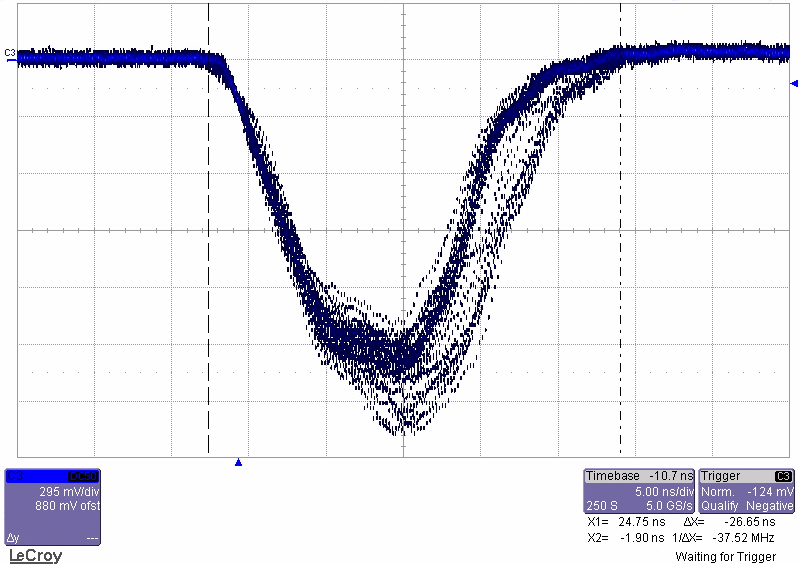 C3
C3 DC50
295 mV/div
880 mV ofst
Δy ---
LeCroy
Timebase -10.7 ns
5.00 ns/div
250 S 5.0 GS/s
Trigger C3
Norm. -124 mV
Qualify Negative
X1= 24.75 ns ΔX= -26.65 ns
X2= -1.90 ns 1/ΔX= -37.52 MHz
Waiting for Trigger